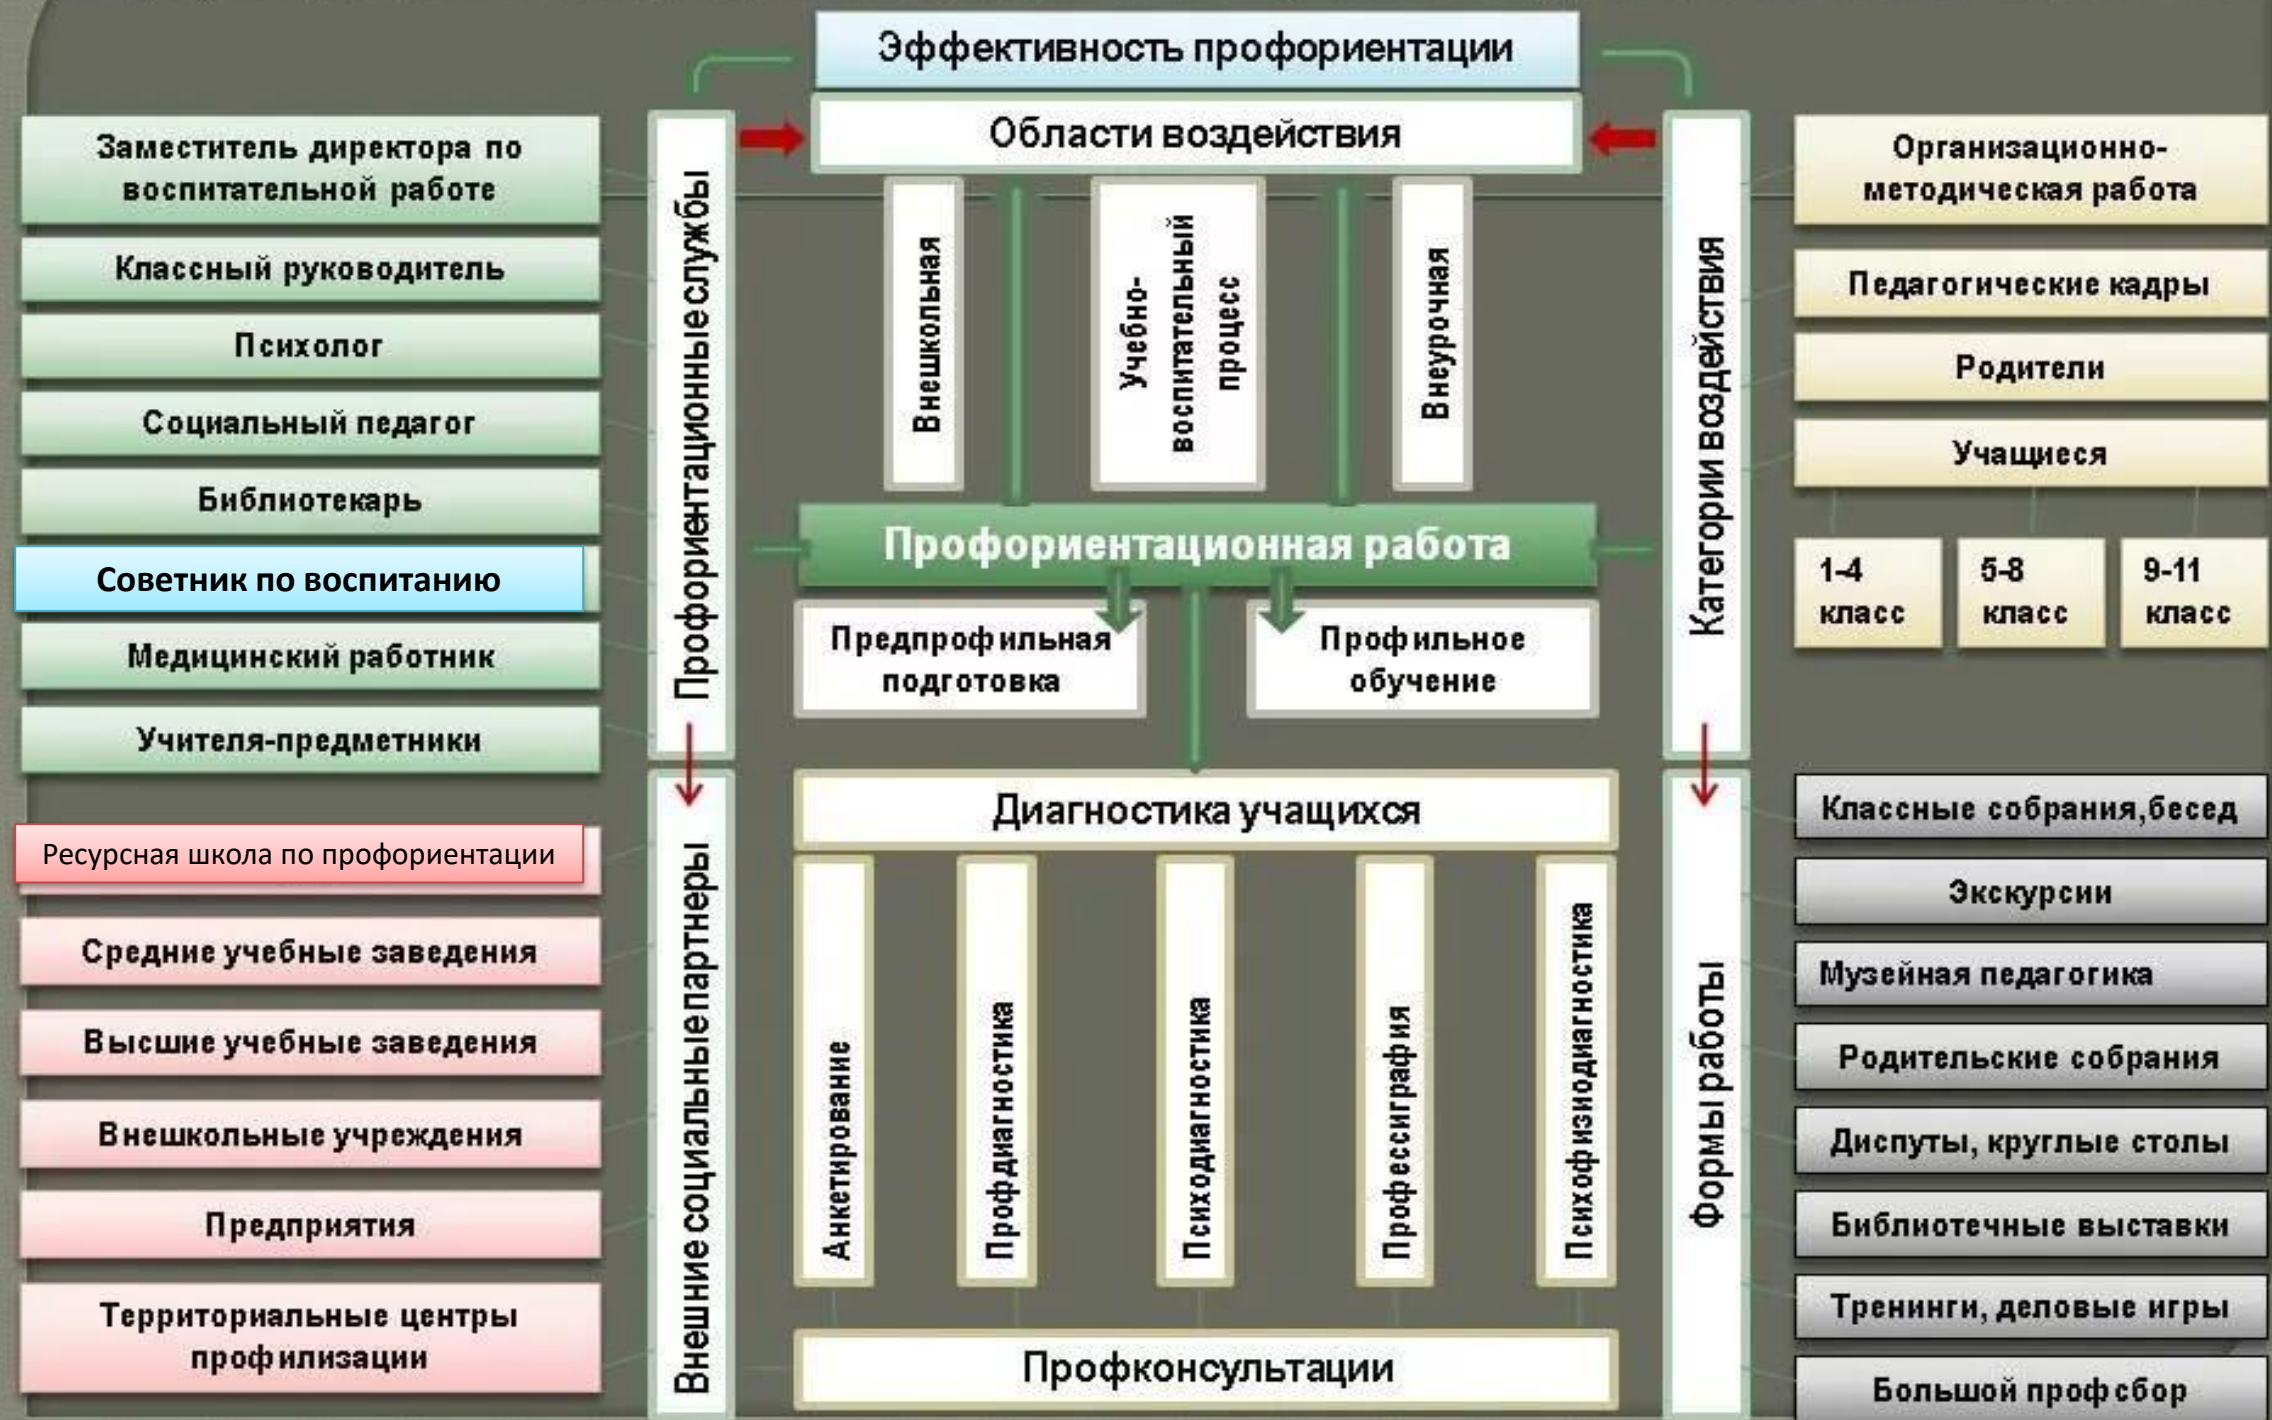 Эффективность профориентации
Области воздействия
Заместитель директора по
воспитательной работе
Классный руководитель
Психолог
Социальный педагог
Библиотекарь
Советник по воспитанию
Медицинский работник
Учителя-предметники
Профориентационные службы
Внешкольная
Учебно-
воспитательный
процесс
Внеурочная
Профориентационная работа
Предпрофильная
подготовка
Профильное
обучение
Категории воздействия
Организационно-
методическая работа
Педагогические кадры
Родители
Учащиеся
1-4
класс
5-8
класс
9-11
класс
Ресурсная школа по профориентации
Средние учебные заведения
Высшие учебные заведения
Внешкольные учреждения
Предприятия
Территориальные центры
профилизации
Внешние социальные партнеры
Диагностика учащихся
Анкетирование
Профдиагностика
Психодиагностика
Профессиграфия
Психофизиодиагностика
Профконсультации
Формы работы
Классные собрания,бесед
Экскурсии
Музейная педагогика
Родительские собрания
Диспуты, круглые столы
Библиотечные выставки
Тренинги, деловые игры
Большой профсбор